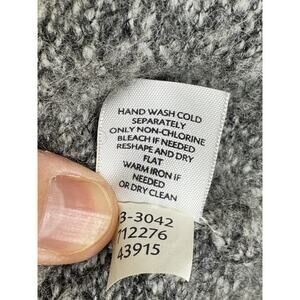 HAND WASH COLD
SEPARATELY
ONLY NON-CHLORINE
BLEACH IF NEEDED
RESHAPE AND DRY
FLAT
WARM IRON IF
NEEDED
OR DRY CLEAN
3-3042
712276
43915